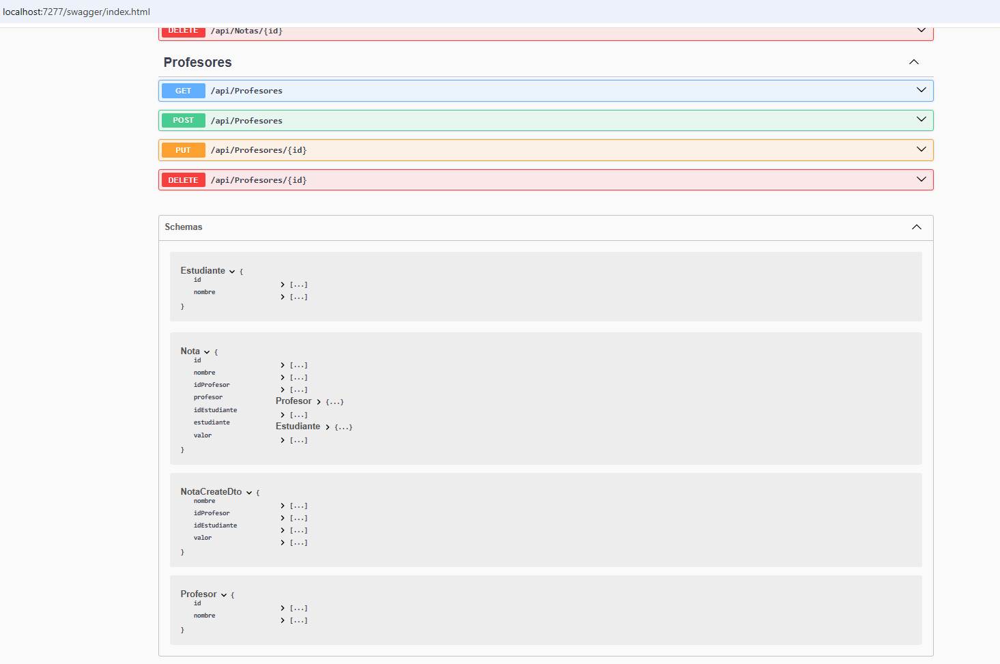 localhost:7277/swagger/index.html
DELETE /api/Notas/{id}
Profesores
GET /api/Profesores
POST /api/Profesores
PUT /api/Profesores/{id}
DELETE /api/Profesores/{id}
Schemas
Estudiante {
id [...]
nombre [...]
}
Nota {
id [...]
nombre [...]
idProfesor [...]
profesor Profesor {...}
idEstudiante [...]
estudiante Estudiante {...}
valor [...]
}
NotaCreateDto {
nombre [...]
idProfesor [...]
idEstudiante [...]
valor [...]
}
Profesor {
id [...]
nombre [...]
}